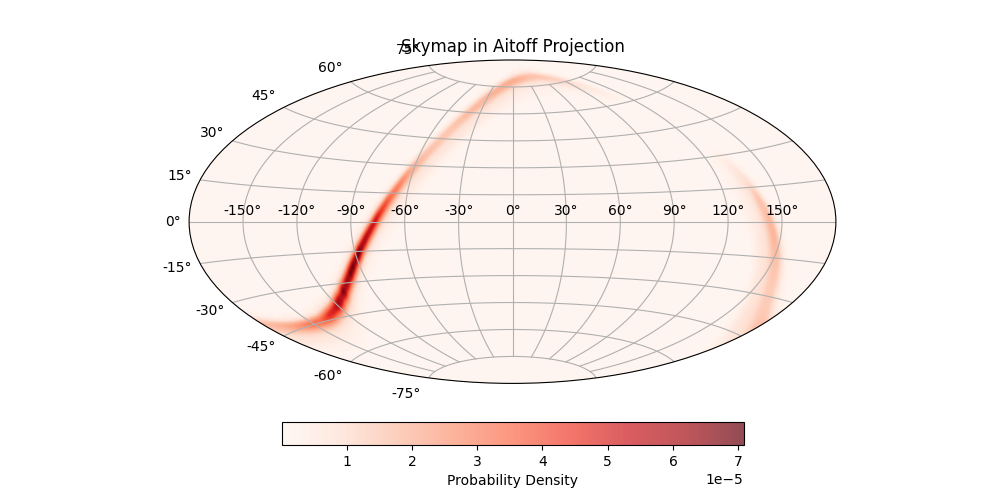 75°
Skymap in Aitoff Projection
60°
45°
30°
15°
-150° -120° -90° -60° -30° 0° 30° 60° 90° 120° 150°
0°
-15°
-30°
-45°
-60°
-75°
1 2 3 4 5 6 7
1e−5
Probability Density